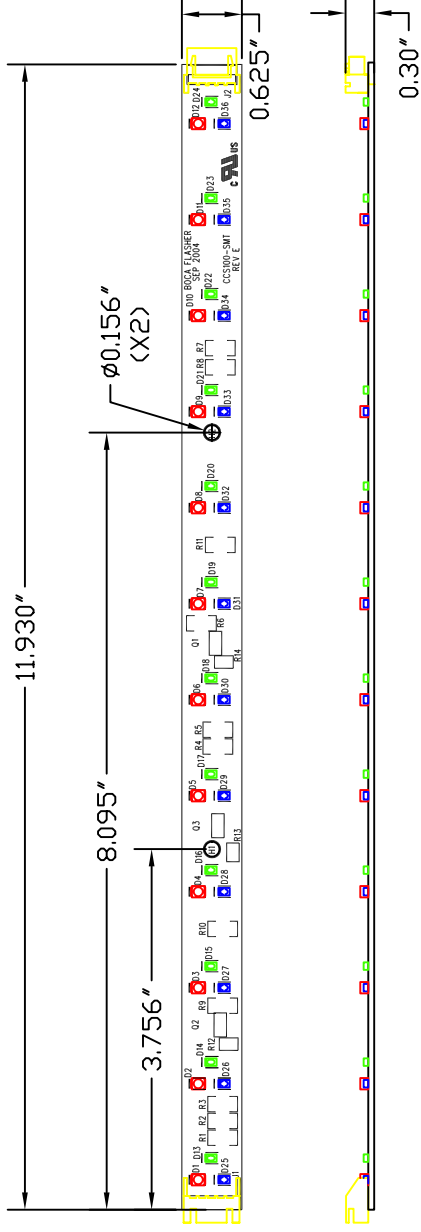 11.930"
8.095"
3.756"
Ø0.156"
(X2)
0.625"
0.30"
D10 BOCA FLASHER
SEP 2004
CCS100-SMT
REV E
c UR US
J1
D1
D13
D25
R1
R2
R3
D2
D14
D26
R12
Q2
R9
D3
D15
D27
R10
D4
D16
D28
H1
R13
Q3
D5
D17
D29
R4
R5
D6
D18
D30
R14
Q1
R6
D7
D19
D31
R11
D8
D20
D32
D9
D21
D33
R8
R7
D22
D34
D11
D23
D35
D12
D24
D36
J2